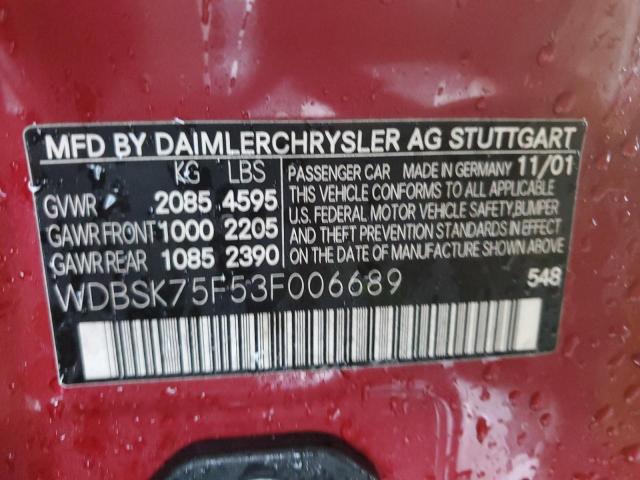 MFD BY DAIMLERCHRYSLER AG STUTTGART
KG LBS
GVWR 2085 4595
GAWR FRONT 1000 2205
GAWR REAR 1085 2390
PASSENGER CAR MADE IN GERMANY 11/01
THIS VEHICLE CONFORMS TO ALL APPLICABLE
U.S. FEDERAL MOTOR VEHICLE SAFETY, BUMPER
AND THEFT PREVENTION STANDARDS IN EFFECT
ON THE DATE OF MANUFACTURE SHOWN ABOVE.
WDBSK75F53F006689 548